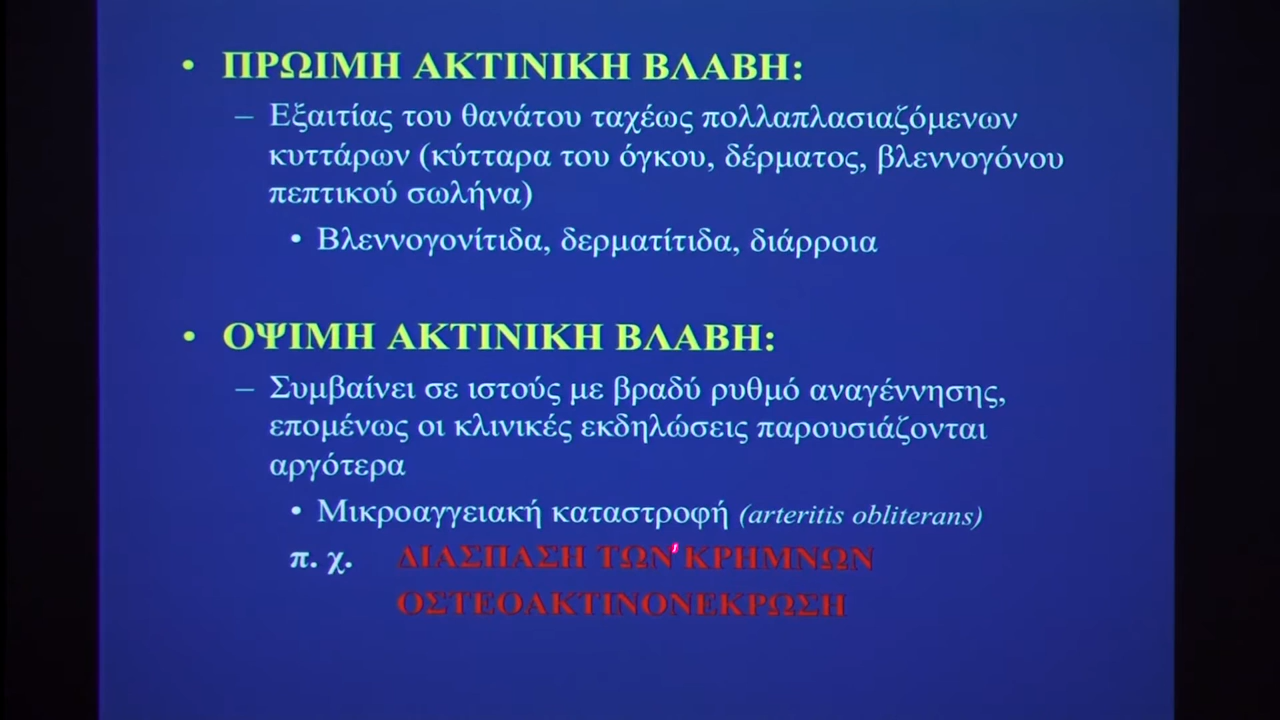 • ΠΡΩΙΜΗ ΑΚΤΙΝΙΚΗ ΒΛΑΒΗ:
– Εξαιτίας του θανάτου ταχέως πολλαπλασιαζόμενων
κυττάρων (κύτταρα του όγκου, δέρματος, βλεννογόνου
πεπτικού σωλήνα)
• Βλεννογονίτιδα, δερματίτιδα, διάρροια
• ΟΨΙΜΗ ΑΚΤΙΝΙΚΗ ΒΛΑΒΗ:
– Συμβαίνει σε ιστούς με βραδύ ρυθμό αναγέννησης,
επομένως οι κλινικές εκδηλώσεις παρουσιάζονται
αργότερα
• Μικροαγγειακή καταστροφή (arteritis obliterans)
π. χ. ΔΙΑΣΠΑΣΗ ΤΩΝ ΚΡΗΜΝΩΝ
ΟΣΤΕΟΑΚΤΙΝΟΝΕΚΡΩΣΗ